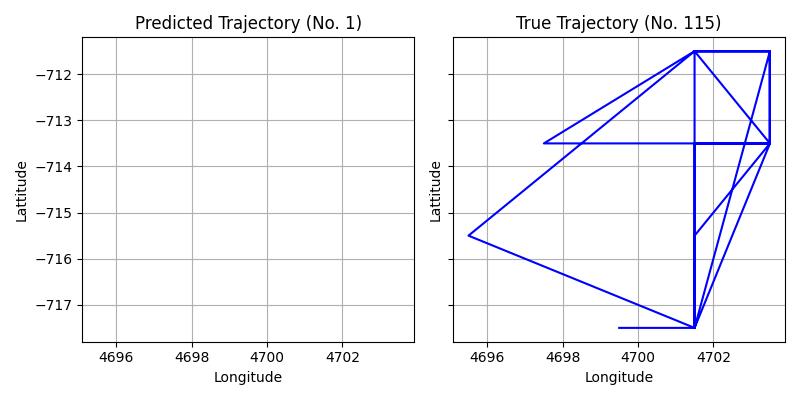 Predicted Trajectory (No. 1)
True Trajectory (No. 115)
Lattitude
−712
−713
−714
−715
−716
−717
4696
4698
4700
4702
Longitude
Lattitude
4696
4698
4700
4702
Longitude